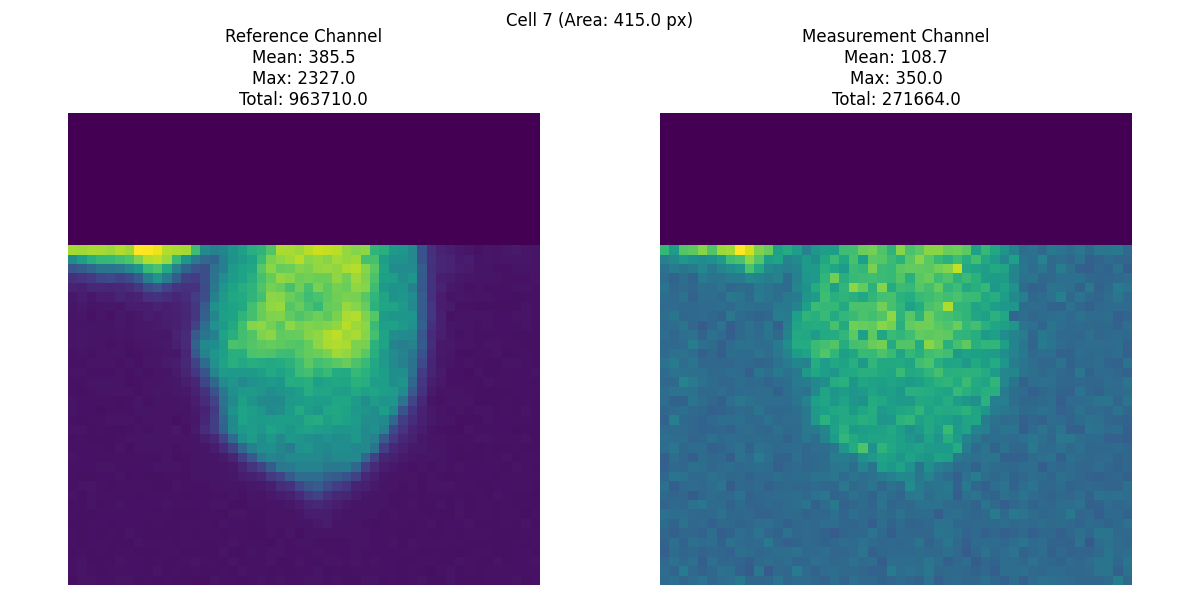 Cell 7 (Area: 415.0 px)
Reference Channel
Mean: 385.5
Max: 2327.0
Total: 963710.0
Measurement Channel
Mean: 108.7
Max: 350.0
Total: 271664.0